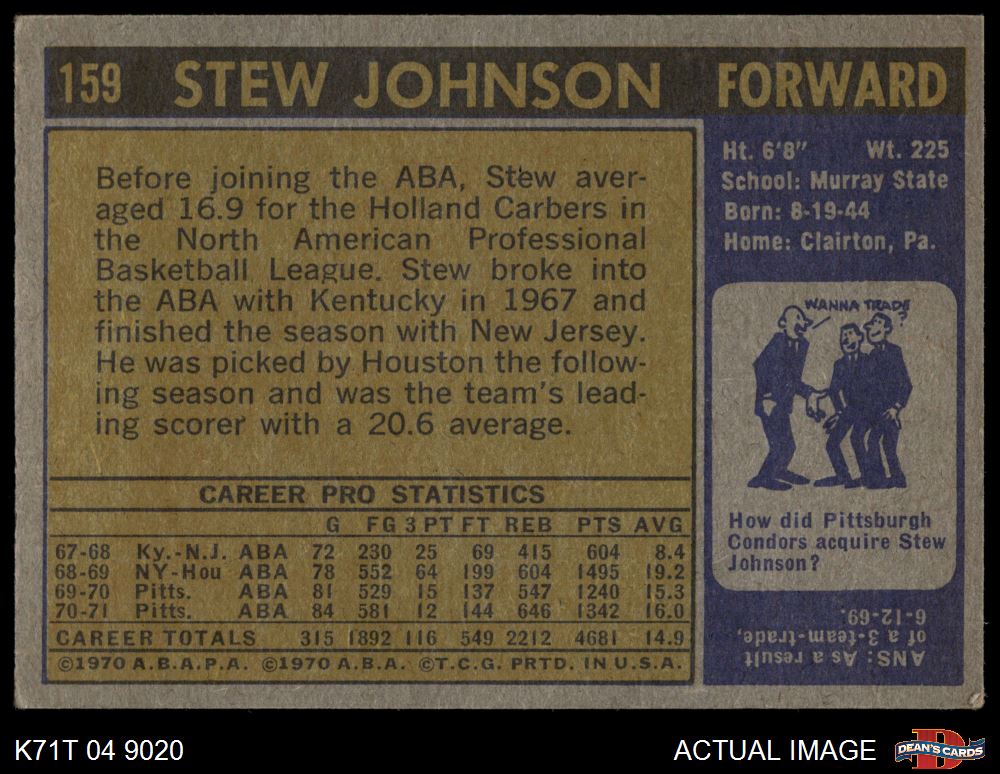 159 STEW JOHNSON FORWARD
Before joining the ABA, Stew aver-
aged 16.9 for the Holland Carbers in
the North American Professional
Basketball League. Stew broke into
the ABA with Kentucky in 1967 and
finished the season with New Jersey.
He was picked by Houston the follow-
ing season and was the team's lead-
ing scorer with a 20.6 average.
CAREER PRO STATISTICS
G FG 3 PT FT REB PTS AVG
67-68 Ky.-N.J. ABA 72 230 25 69 415 604 8.4
68-69 NY-Hou ABA 78 552 64 199 604 1495 19.2
69-70 Pitts. ABA 81 529 15 137 547 1240 15.3
70-71 Pitts. ABA 84 581 12 144 646 1342 16.0
CAREER TOTALS 315 1892 116 549 2212 4681 14.9
©1970 A.B.A.P.A. ©1970 A.B.A. ©T.C.G. PRTD. IN U.S.A.
Ht. 6'8" Wt. 225
School: Murray State
Born: 8-19-44
Home: Clairton, Pa.
WANNA TRADE
?
How did Pittsburgh
Condors acquire Stew
Johnson?
ANS: As a result
of a 3-team-trade,
6-12-69.
K71T 04 9020
ACTUAL IMAGE
D
DEAN'S CARDS